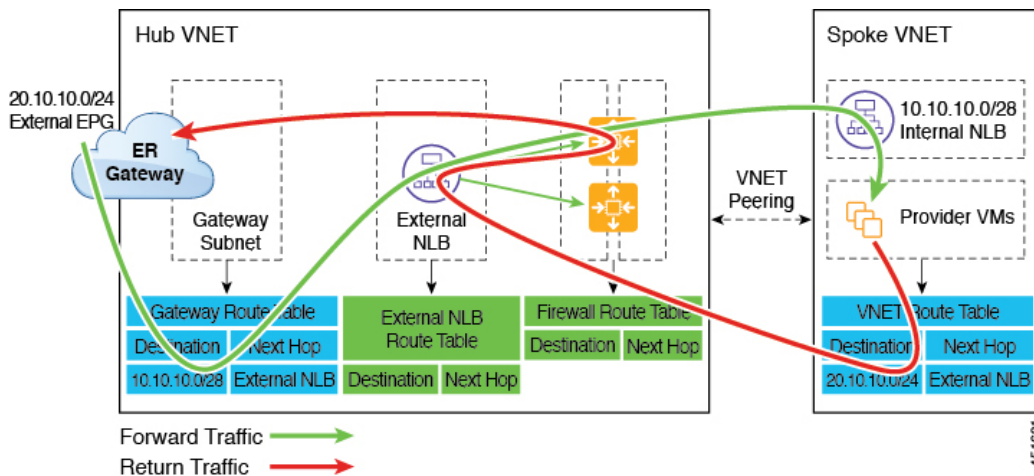 Hub VNET
Spoke VNET
20.10.10.0/24
External EPG
ER
Gateway
Gateway
Subnet
External
NLB
VNET
Peering
10.10.10.0/28
Internal NLB
Provider VMs
Gateway Route Table
Destination
Next Hop
10.10.10.0/28
External NLB
External NLB
Route Table
Destination
Next Hop
Firewall Route Table
Destination
Next Hop
VNET Route Table
Destination
Next Hop
20.10.10.0/24
External NLB
Forward Traffic
Return Traffic